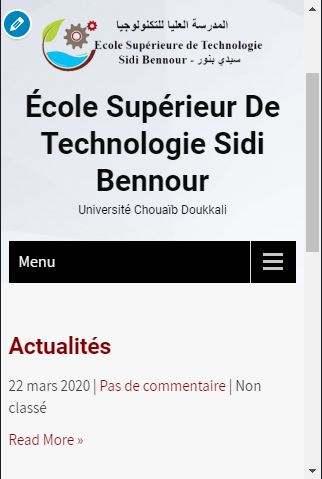 المدرسة العليا للتكنولوجيا
Ecole Supérieure de Technologie
Sidi Bennour - سيدي بنور
École Supérieur De
Technologie Sidi
Bennour
Université Chouaïb Doukkali
Menu
Actualités
22 mars 2020 | Pas de commentaire | Non
classé
Read More »